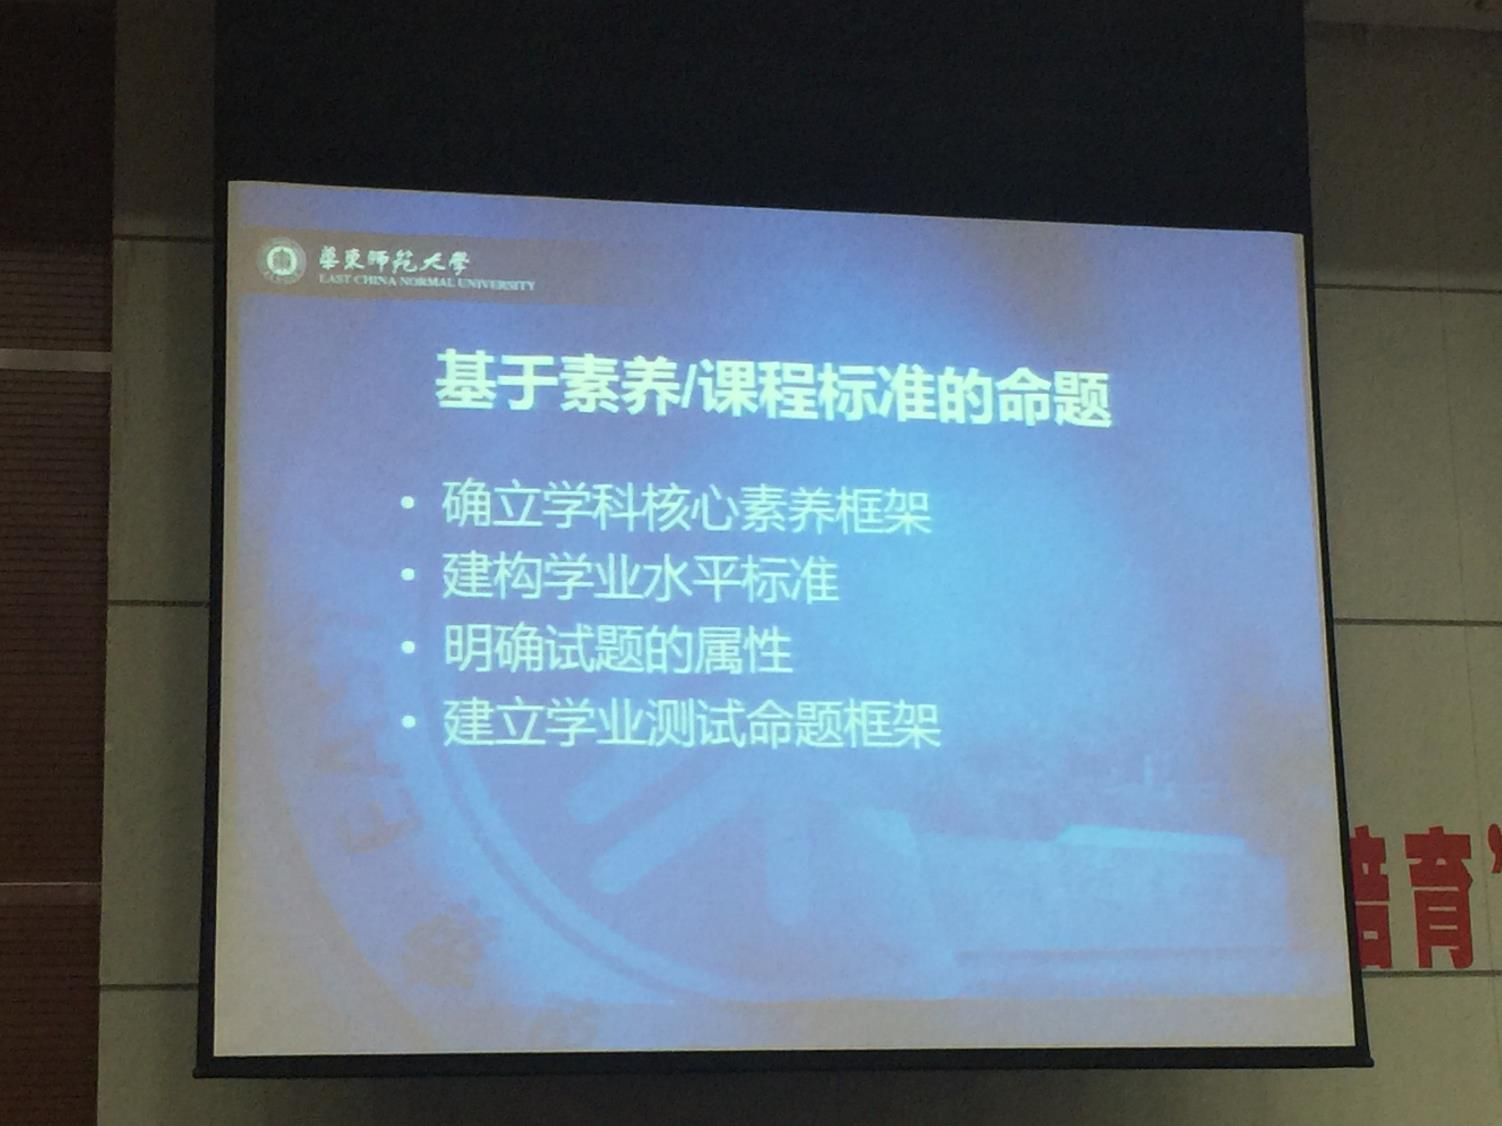 華東師範大學
EAST CHINA NORMAL UNIVERSITY
基于素养/课程标准的命题
• 确立学科核心素养框架
• 建构学业水平标准
• 明确试题的属性
• 建立学业测试命题框架
培育”